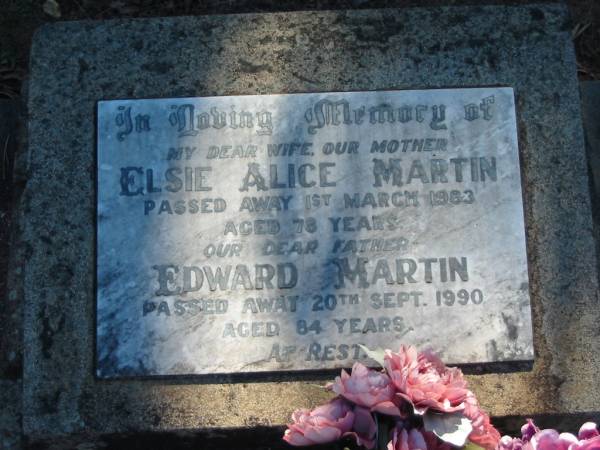 In Loving Memory of
MY DEAR WIFE, OUR MOTHER
ELSIE ALICE MARTIN
PASSED AWAY 1ST MARCH 1983
AGED 78 YEARS.
OUR DEAR FATHER
EDWARD MARTIN
PASSED AWAY 20TH SEPT. 1990
AGED 84 YEARS.
AT REST.